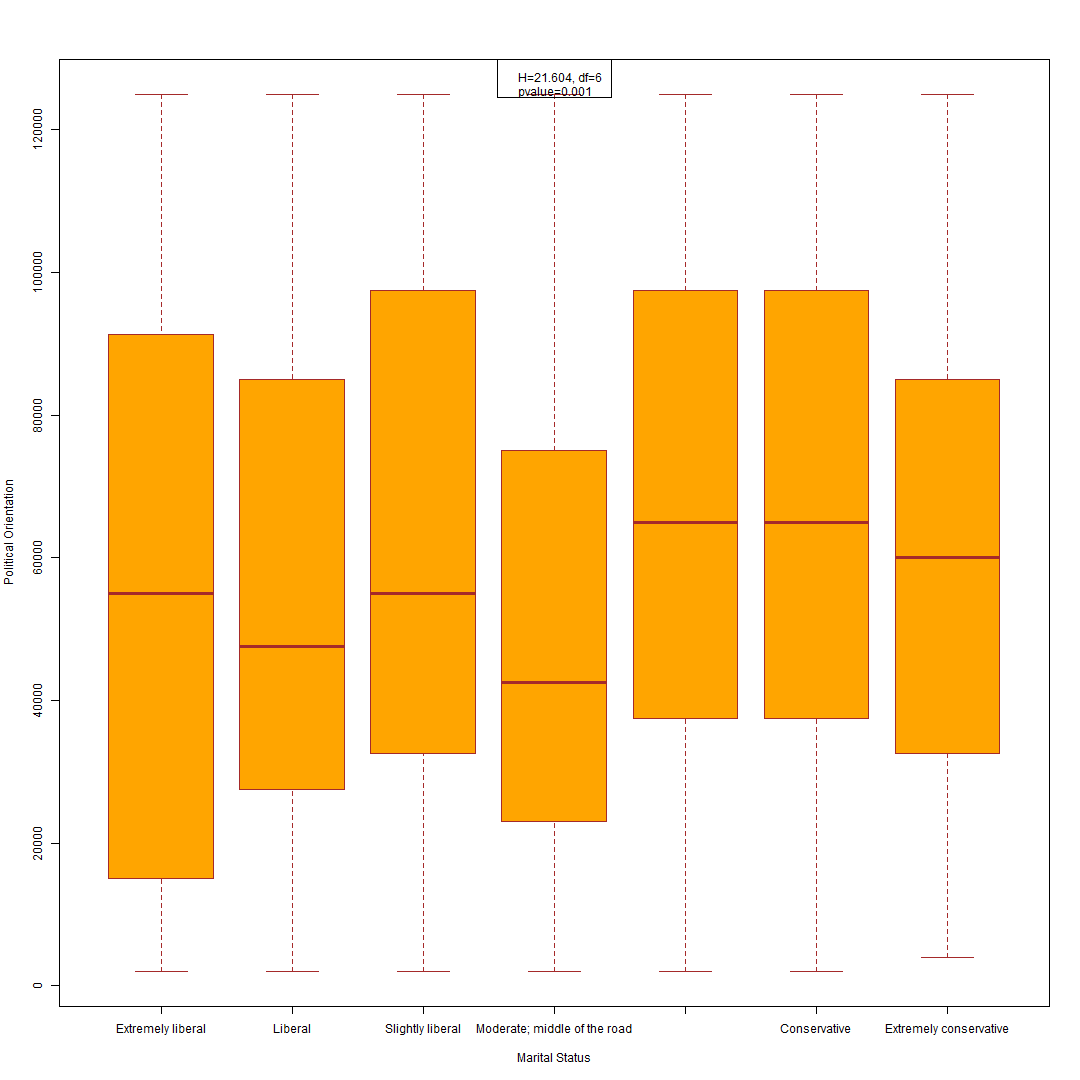 H=21.604, df=6
pvalue=0.001
120000
100000
80000
60000
40000
20000
0
Political Orientation
Extremely liberal Liberal Slightly liberal Moderate; middle of the road Conservative Extremely conservative
Marital Status